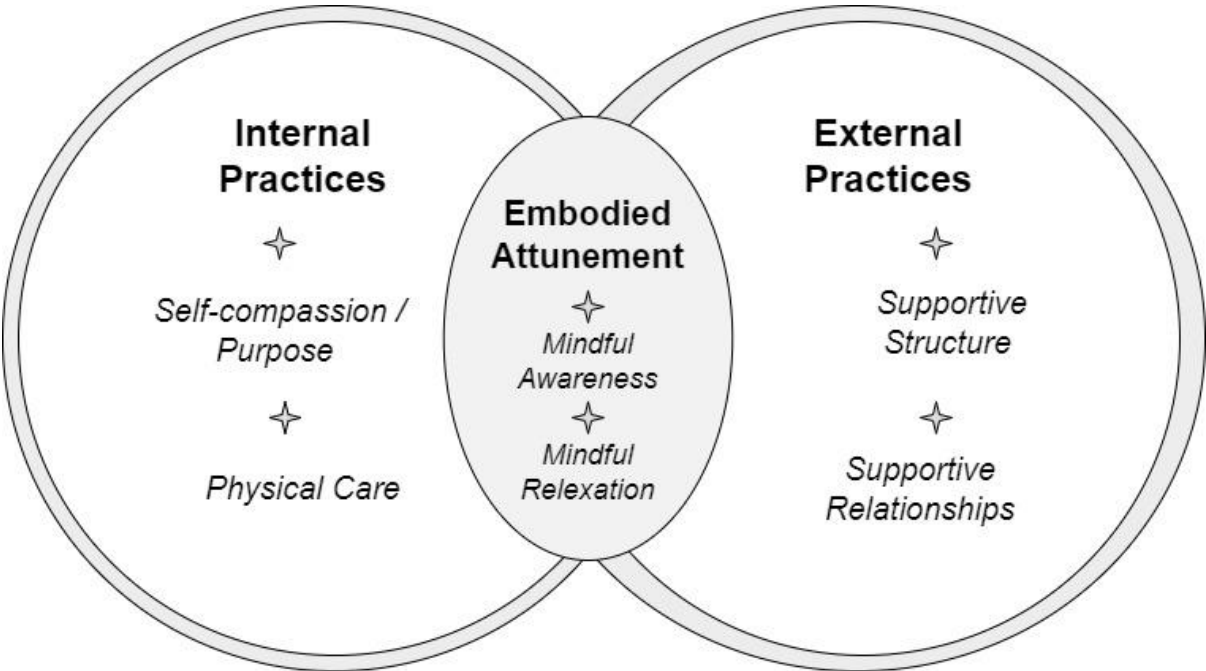 Internal
Practices
Self-compassion /
Purpose
Physical Care
Embodied
Attunement
Mindful
Awareness
Mindful
Relexation
External
Practices
Supportive
Structure
Supportive
Relationships